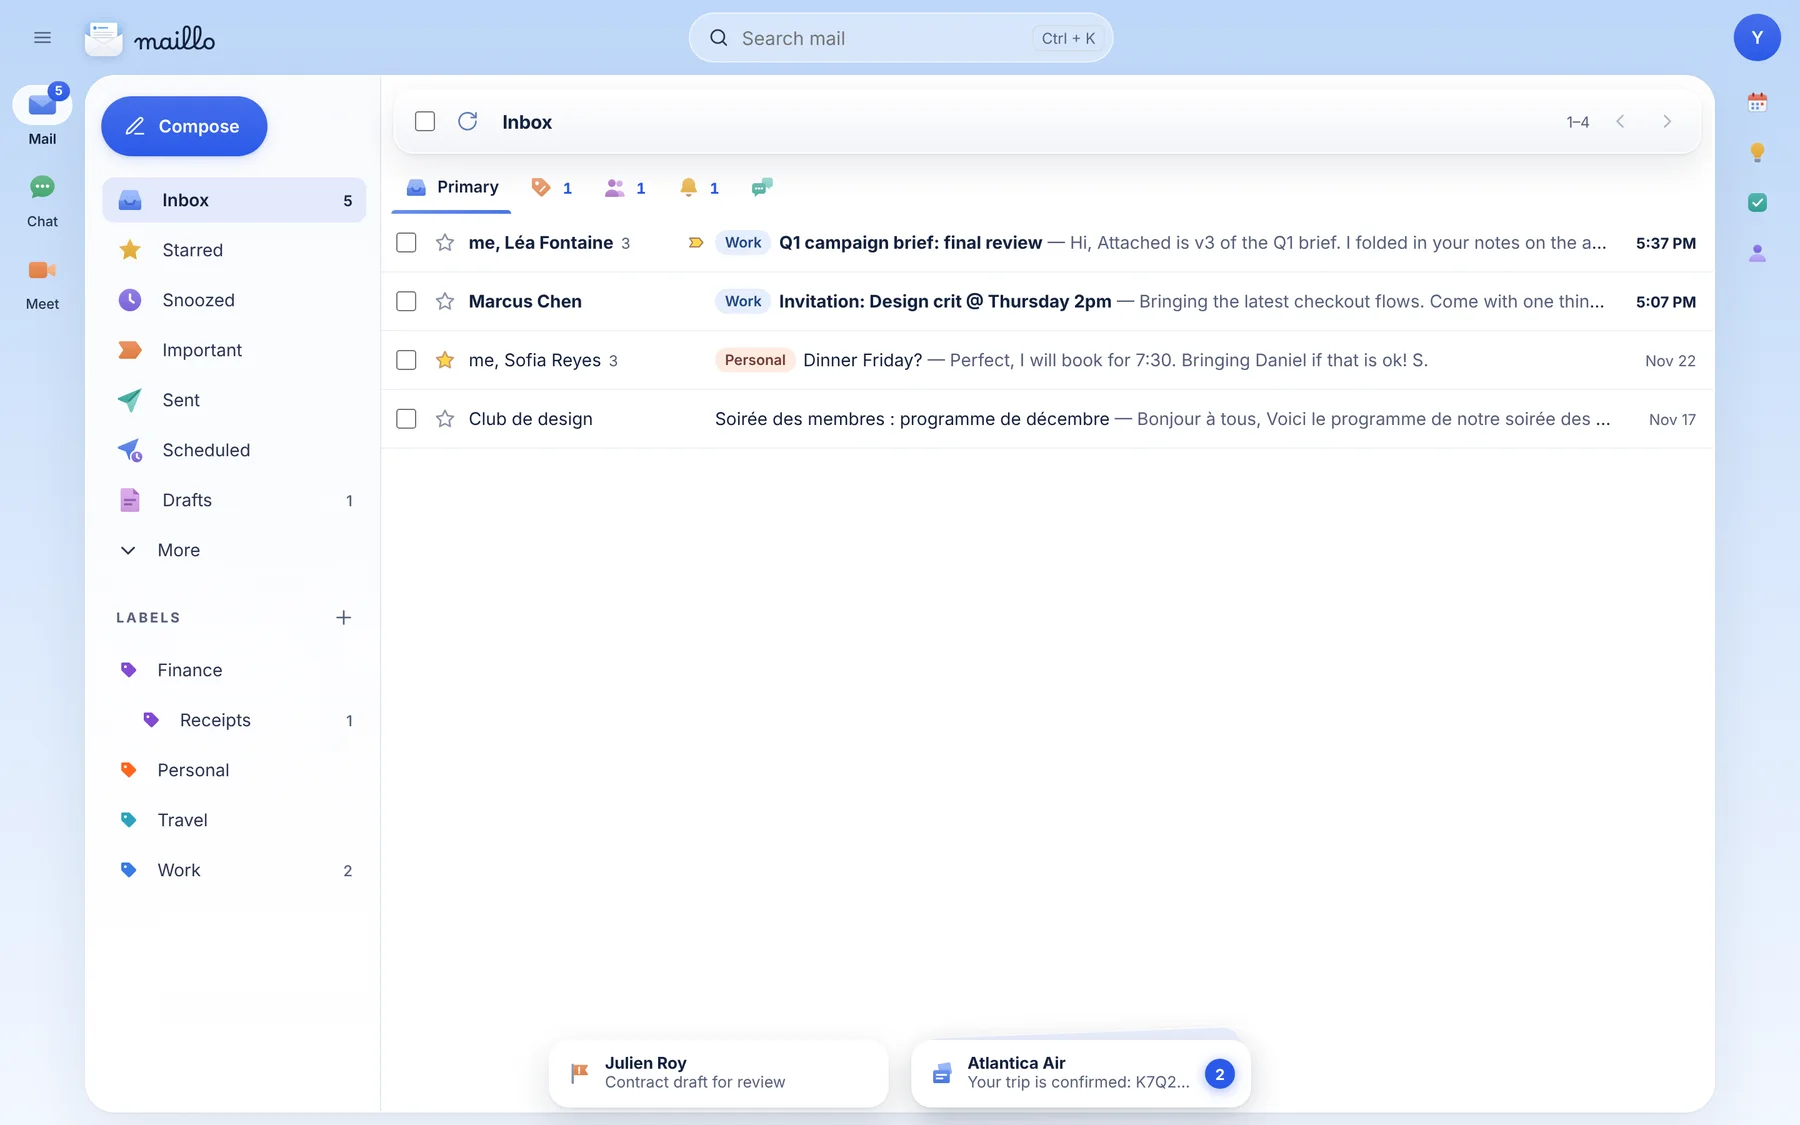 maillo
Search mail
Ctrl + K
Y
5
Mail
Chat
Meet
Compose
Inbox 5
Starred
Snoozed
Important
Sent
Scheduled
Drafts 1
More
LABELS
Finance
Receipts 1
Personal
Travel
Work 2
Inbox
1–4
Primary
1
1
1
me, Léa Fontaine 3 Work Q1 campaign brief: final review — Hi, Attached is v3 of the Q1 brief. I folded in your notes on the a... 5:37 PM
Marcus Chen Work Invitation: Design crit @ Thursday 2pm — Bringing the latest checkout flows. Come with one thin... 5:07 PM
me, Sofia Reyes 3 Personal Dinner Friday? — Perfect, I will book for 7:30. Bringing Daniel if that is ok! S. Nov 22
Club de design Soirée des membres : programme de décembre — Bonjour à tous, Voici le programme de notre soirée des ... Nov 17
Julien Roy
Contract draft for review
Atlantica Air
Your trip is confirmed: K7Q2...
2